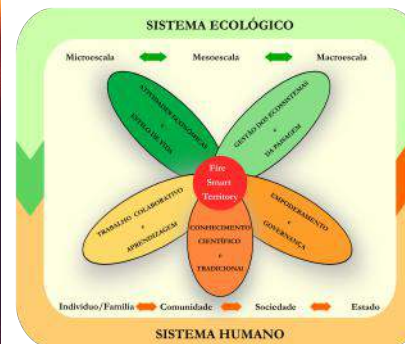 SISTEMA ECOLÓGICO
Microescala Mesoescala Macroescala
ATIVIDADES ECONÓMICAS
+
ESTILO DE VIDA
GESTÃO DOS ECOSSISTEMAS
+
DA PAISAGEM
Fire
Smart
Territory
TRABALHO COLABORATIVO
+
APRENDIZAGEM
CONHECIMENTO
CIENTÍFICO
+
TRADICIONAL
EMPODERAMENTO
+
GOVERNANÇA
Indivíduo/Família Comunidade Sociedade Estado
SISTEMA HUMANO